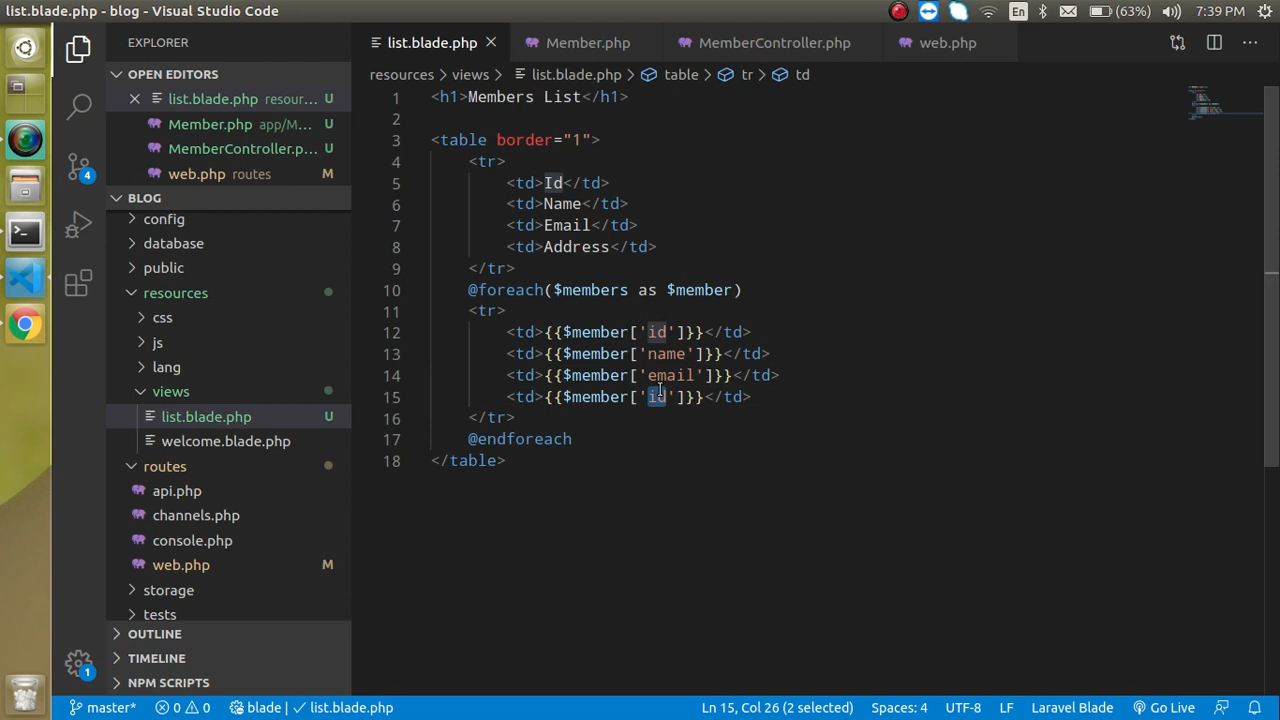 list.blade.php - blog - Visual Studio Code
En
(63%)
7:39 PM
EXPLORER
OPEN EDITORS
list.blade.php resour... U
Member.php app/M... U
MemberController.p... U
web.php routes M
BLOG
config
database
public
resources
css
js
lang
views
list.blade.php U
welcome.blade.php
routes
api.php
channels.php
console.php
web.php M
storage
tests
OUTLINE
TIMELINE
NPM SCRIPTS
4
1
list.blade.php
Member.php
MemberController.php
web.php
resources > views > list.blade.php > table > tr > td
1 <h1>Members List</h1>
2
3 <table border="1">
4 <tr>
5 <td>Id</td>
6 <td>Name</td>
7 <td>Email</td>
8 <td>Address</td>
9 </tr>
10 @foreach($members as $member)
11 <tr>
12 <td>{{$member['id']}}</td>
13 <td>{{$member['name']}}</td>
14 <td>{{$member['email']}}</td>
15 <td>{{$member['id']}}</td>
16 </tr>
17 @endforeach
18 </table>
master* 0 0 blade | ✓ list.blade.php
Ln 15, Col 26 (2 selected) Spaces: 4 UTF-8 LF Laravel Blade Go Live